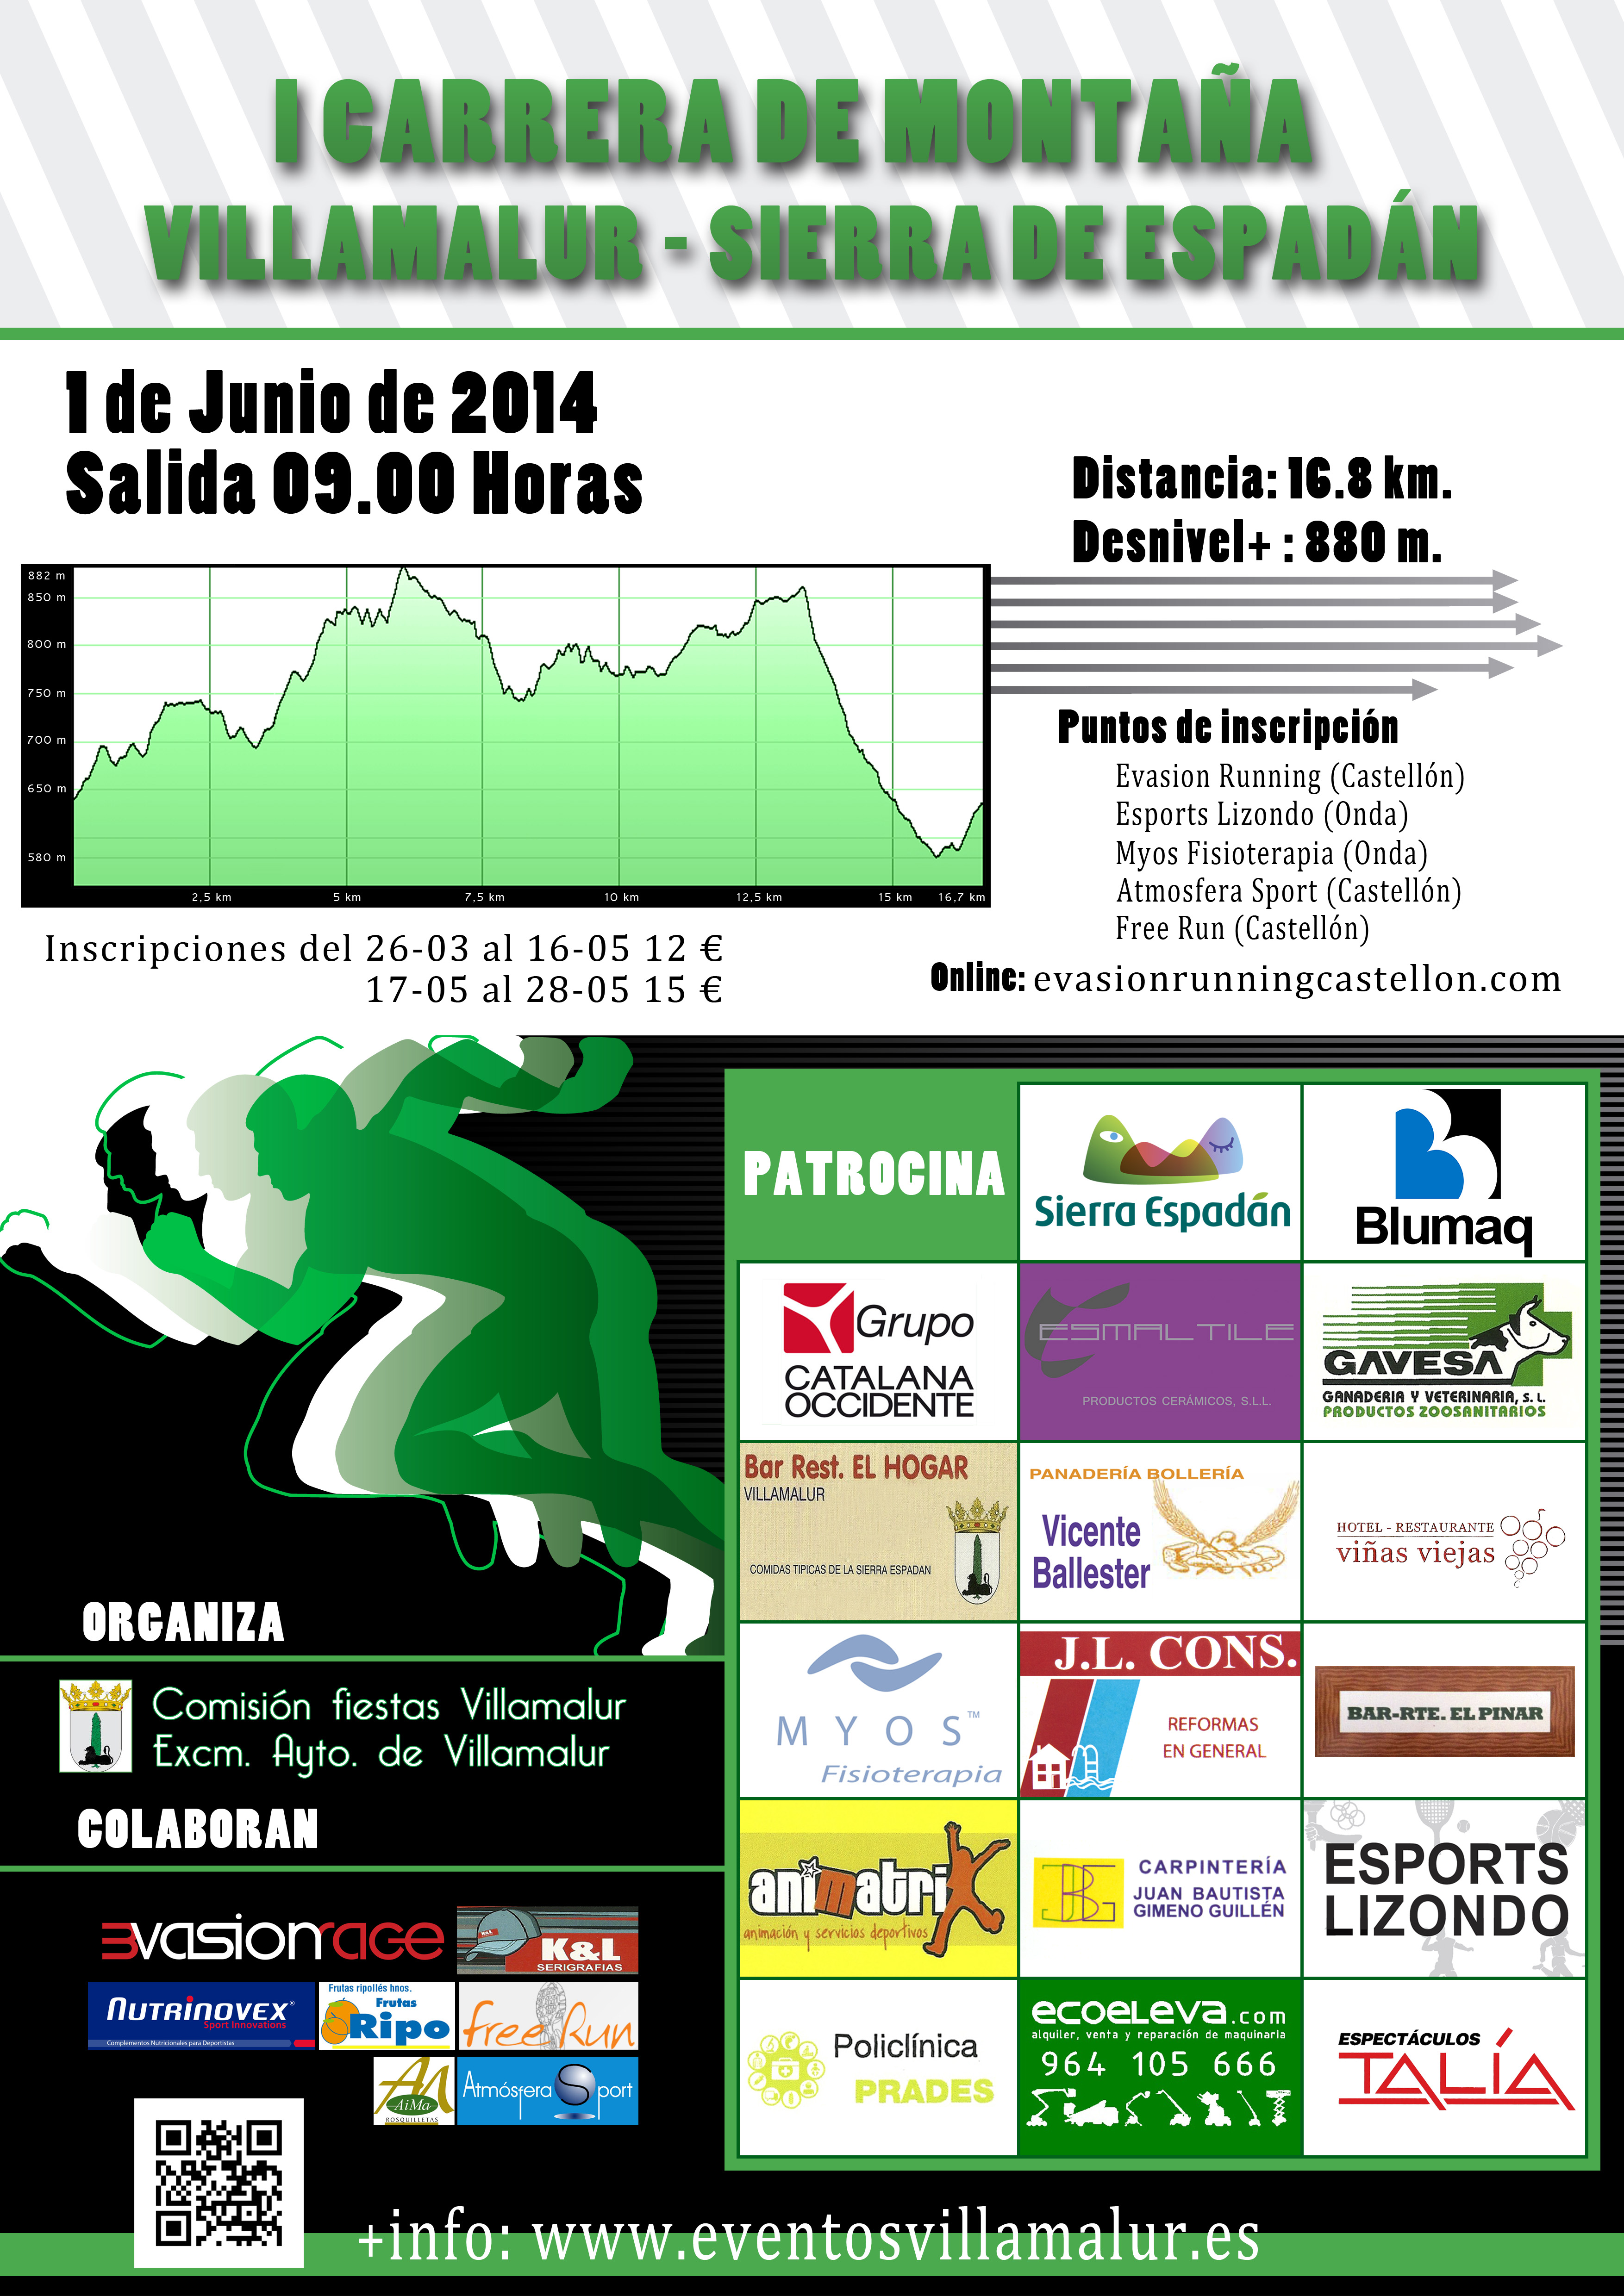 I CARRERA DE MONTAÑA
VILLAMALUR - SIERRA DE ESPADÁN
1 de Junio de 2014
Salida 09.00 Horas
Distancia: 16.8 km.
Desnivel+ : 880 m.
882 m
850 m
800 m
750 m
700 m
650 m
580 m
2,5 km
5 km
7,5 km
10 km
12,5 km
15 km
16,7 km
Puntos de inscripción
Evasion Running (Castellón)
Esports Lizondo (Onda)
Myos Fisioterapia (Onda)
Atmosfera Sport (Castellón)
Free Run (Castellón)
Online: evasionrunningcastellon.com
Inscripciones del 26-03 al 16-05 12 €
17-05 al 28-05 15 €
PATROCINA
Sierra Espadán
Blumaq
Grupo
CATALANA
OCCIDENTE
ESMALTILE
PRODUCTOS CERÁMICOS, S.L.L.
GAVESA
GANADERIA Y VETERINARIA, S. L.
PRODUCTOS ZOOSANITARIOS
Bar Rest. EL HOGAR
VILLAMALUR
COMIDAS TIPICAS DE LA SIERRA ESPADAN
PANADERÍA BOLLERÍA
Vicente
Ballester
HOTEL - RESTAURANTE
viñas viejas
MYOS™
Fisioterapia
J.L. CONS.
REFORMAS
EN GENERAL
BAR-RTE. EL PINAR
animatrix
animación y servicios deportivos
JBG
CARPINTERÍA
JUAN BAUTISTA
GIMENO GUILLÉN
ESPORTS
LIZONDO
Policlínica
PRADES
ecoeleva.com
alquiler, venta y reparación de maquinaria
964 105 666
ESPECTÁCULOS
TALÍA
ORGANIZA
Comisión fiestas Villamalur
Excm. Ayto. de Villamalur
COLABORAN
evasionrace
K&L
SERIGRAFIAS
NUTRINOVEX®
Sport Innovations
Complementos Nutricionales para Deportistas
Frutas ripollés hnos.
Frutas
Ripo
free Run
AiMa
ROSQUILLETAS
Atmósfera Sport
+info: www.eventosvillamalur.es